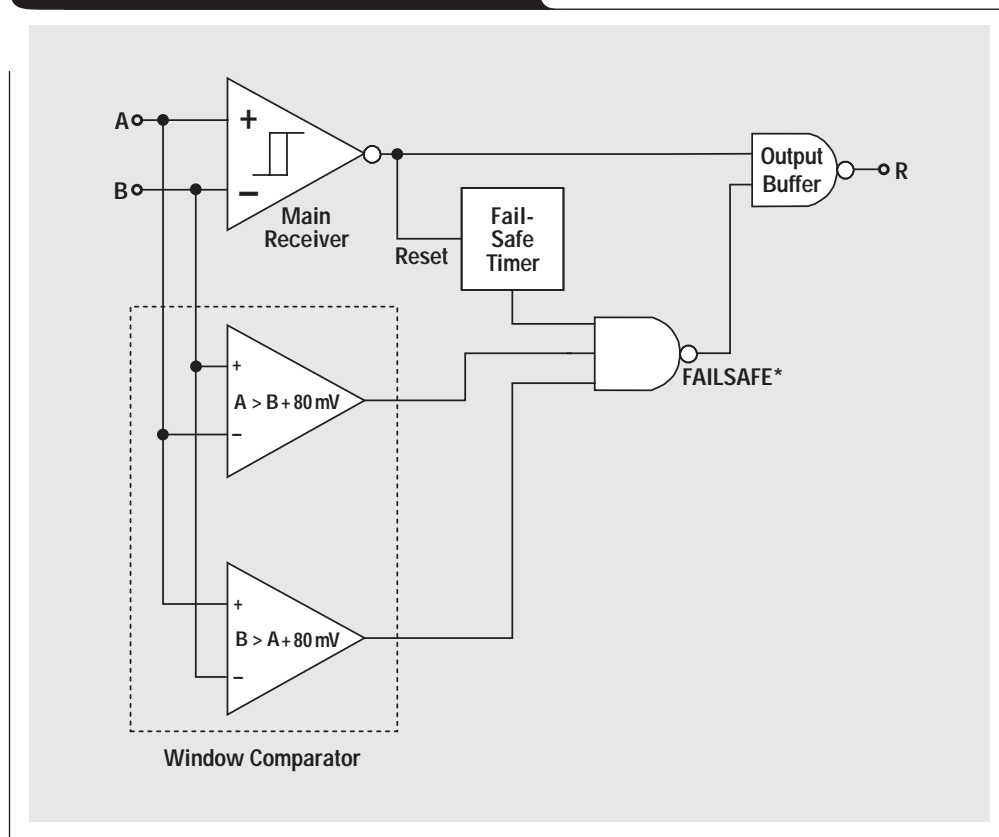 A
B
+
−
Main
Receiver
Reset
Fail-
Safe
Timer
Output
Buffer
R
+
A > B + 80 mV
−
FAILSAFE*
+
B > A + 80 mV
−
Window Comparator